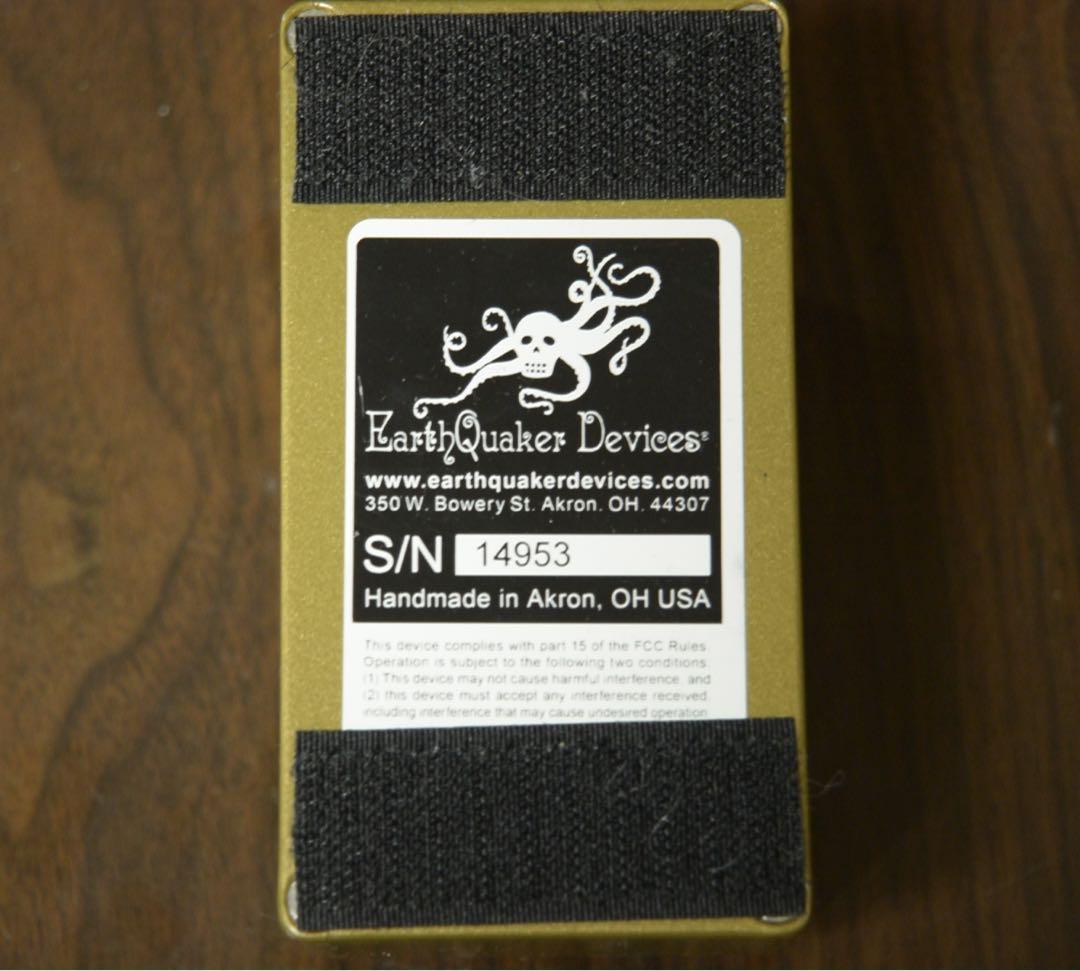 EarthQuaker Devices®
www.earthquakerdevices.com
350 W. Bowery St. Akron. OH. 44307
S/N 14953
Handmade in Akron, OH USA
This device complies with part 15 of the FCC Rules.
Operation is subject to the following two conditions:
(1) This device may not cause harmful interference, and
(2) this device must accept any interference received,
including interference that may cause undesired operation